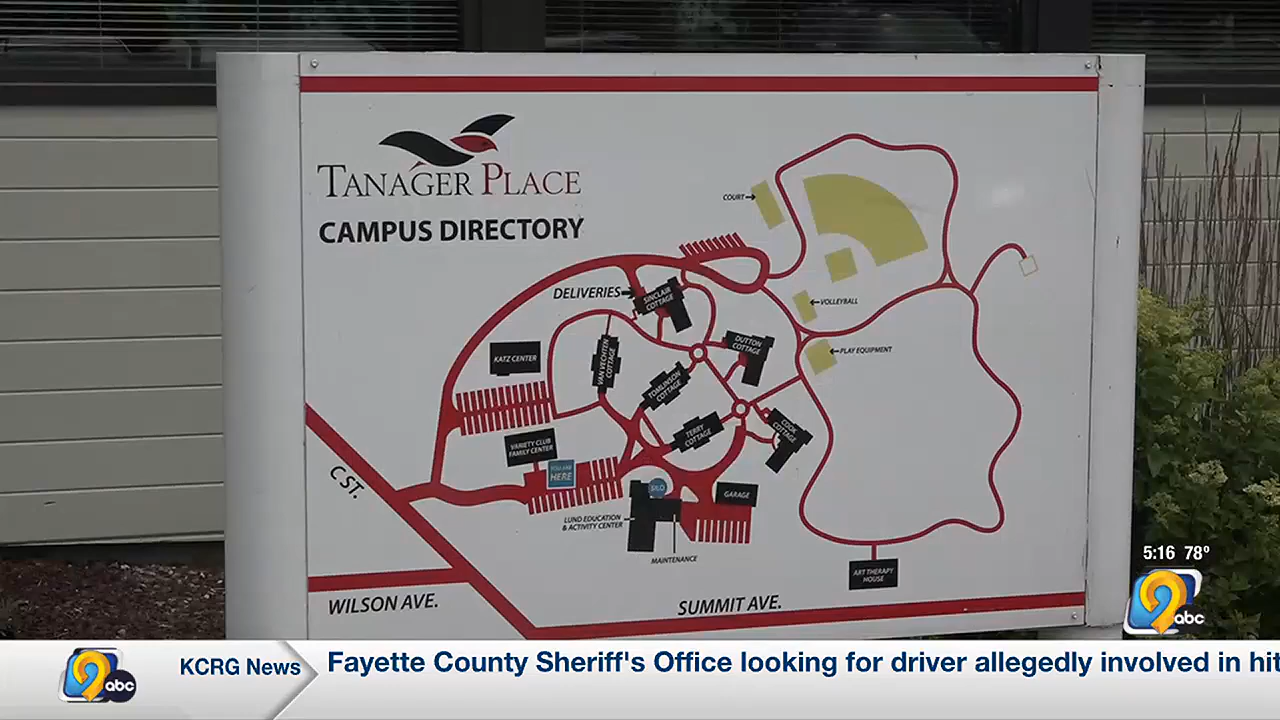 TANAGER PLACE
CAMPUS DIRECTORY
COURT
DELIVERIES
SINCLAIR
COTTAGE
VOLLEYBALL
KATZ CENTER
VAN VECHTEN
COTTAGE
DUTTON
COTTAGE
PLAY EQUIPMENT
TOMLINSON
COTTAGE
TERRY
COTTAGE
COOK
COTTAGE
VARIETY CLUB
FAMILY CENTER
YOU ARE
HERE
C ST.
SILO
GARAGE
LUND EDUCATION
& ACTIVITY CENTER
MAINTENANCE
ART THERAPY
HOUSE
WILSON AVE.
SUMMIT AVE.
5:16 78°
9 abc
9 abc
KCRG News
Fayette County Sheriff's Office looking for driver allegedly involved in hit